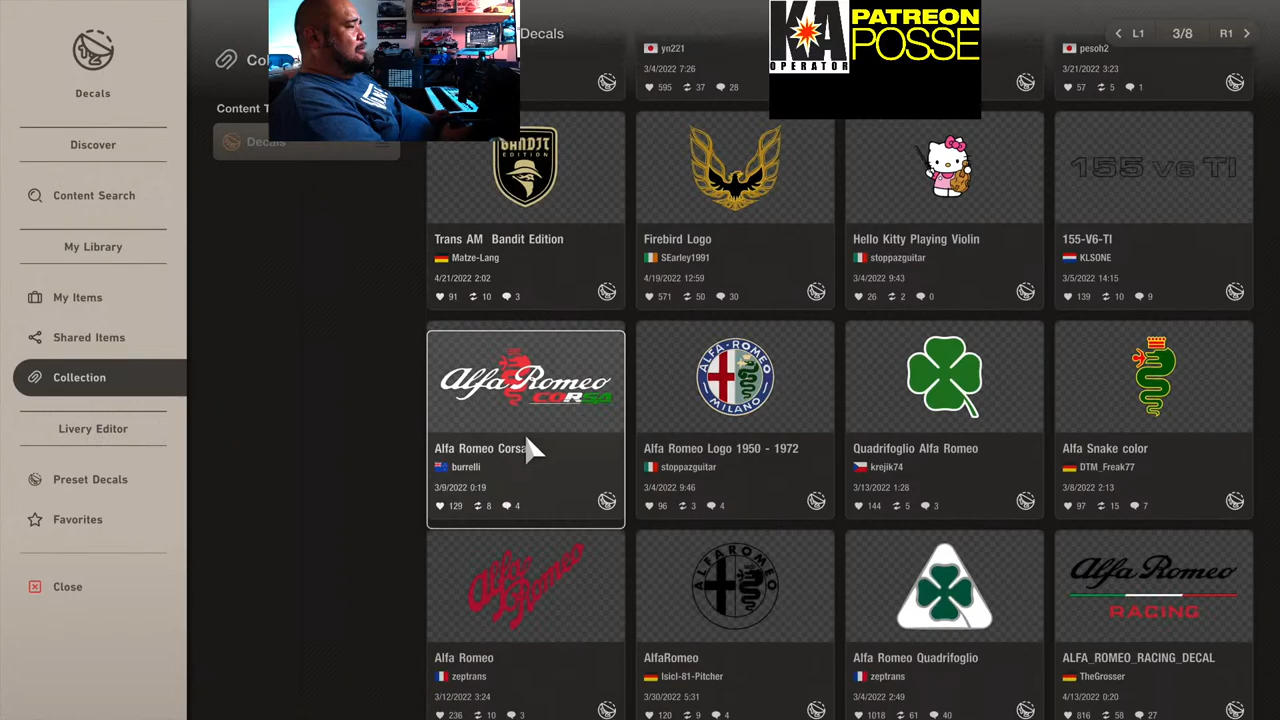 Decals
Discover
Content Search
My Library
My Items
Shared Items
Collection
Livery Editor
Preset Decals
Favorites
Close
Co
Content T
Decals
Decals
KA
OPERATOR
PATREON
POSSE
L1 3/8 R1
yn221
3/4/2022 7:26
595 37 28
pesoh2
3/21/2022 3:23
57 5 1
BANDIT
EDITION
Trans AM Bandit Edition
Matze-Lang
4/21/2022 2:02
91 10 3
Firebird Logo
SEarley1991
4/19/2022 12:59
571 50 30
Hello Kitty Playing Violin
stoppazguitar
3/4/2022 9:43
26 2 0
155 V6 TI
155-V6-TI
KLSONE
3/5/2022 14:15
139 10 9
Alfa Romeo
CORSA
Alfa Romeo Corsa
burrelli
3/9/2022 0:19
129 8 4
ALFA-ROMEO
MILANO
Alfa Romeo Logo 1950 - 1972
stoppazguitar
3/4/2022 9:46
96 3 4
Quadrifoglio Alfa Romeo
krejik74
3/13/2022 1:28
144 5 3
Alfa Snake color
DTM_Freak77
3/8/2022 2:13
97 15 7
Alfa Romeo
Alfa Romeo
zeptrans
3/12/2022 3:24
236 10 3
ALFAROMEO
AlfaRomeo
Isicl-81-Pitcher
3/30/2022 5:31
120 9 4
Alfa Romeo Quadrifoglio
zeptrans
3/4/2022 2:49
1018 61 40
Alfa Romeo
RACING
ALFA_ROMEO_RACING_DECAL
TheGrosser
4/13/2022 0:20
816 58 27